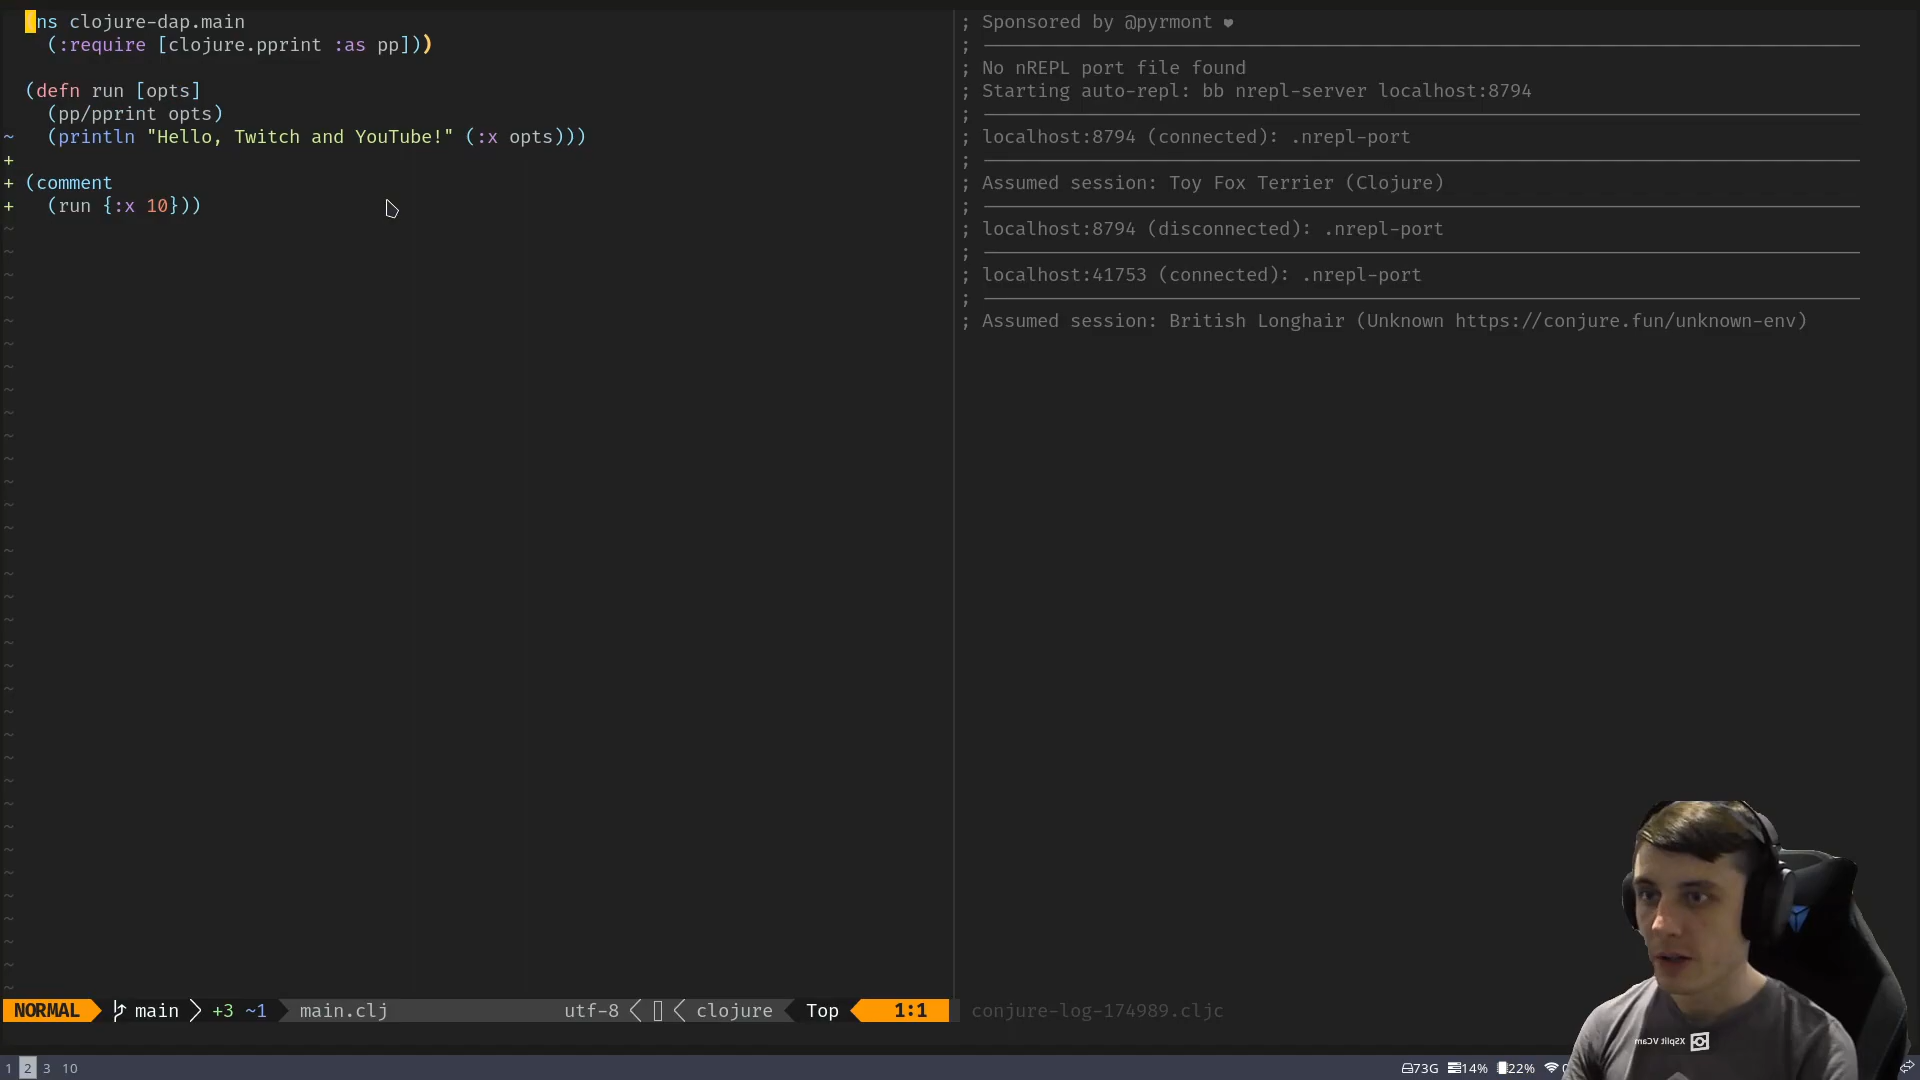 (ns clojure-dap.main
(:require [clojure.pprint :as pp]))
(defn run [opts]
(pp/pprint opts)
~ (println "Hello, Twitch and YouTube!" (:x opts)))
+
+ (comment
+ (run {:x 10}))
NORMAL main +3 ~1 main.clj utf-8 clojure Top 1:1
; Sponsored by @pyrmont ♥
;
; No nREPL port file found
; Starting auto-repl: bb nrepl-server localhost:8794
;
; localhost:8794 (connected): .nrepl-port
;
; Assumed session: Toy Fox Terrier (Clojure)
;
; localhost:8794 (disconnected): .nrepl-port
;
; localhost:41753 (connected): .nrepl-port
;
; Assumed session: British Longhair (Unknown https://conjure.fun/unknown-env)
conjure-log-174989.cljc
XSplit VCam
1 2 3 10
73G 14% 22%